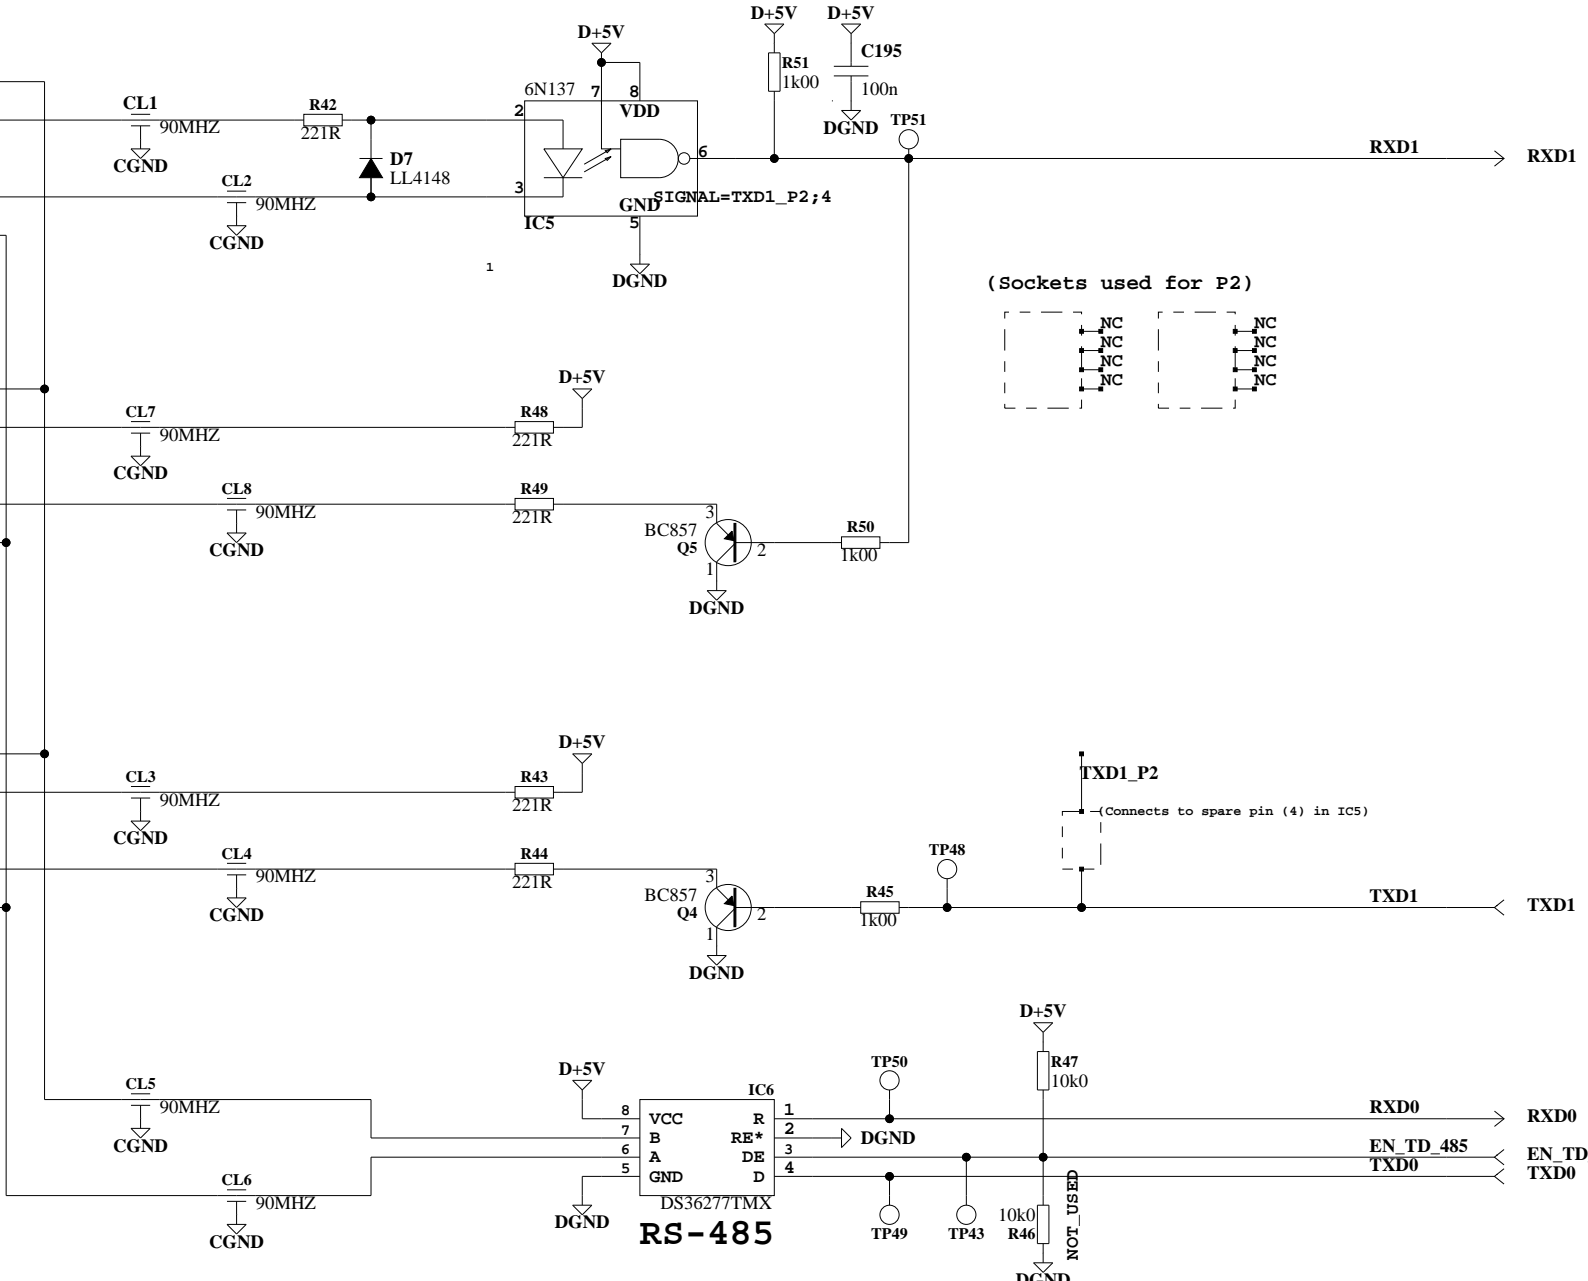 D+5V D+5V
D+5V
C195
R51
1k00
100n
6N137 7 8
VDD
CL1 R42 2
90MHZ 221R
DGND TP51
CGND
6
RXD1 RXD1
D7
LL4148
CL2 3
90MHZ
GND SIGNAL=TXD1_P2;4
IC5 5
CGND
1
DGND
(Sockets used for P2)
NC NC
NC NC
NC NC
NC NC
D+5V
CL7 R48
90MHZ 221R
CGND
CL8 R49
90MHZ 221R 3
BC857 R50
Q5 2 1k00
CGND
1
DGND
D+5V
TXD1_P2
CL3 R43
90MHZ 221R
(Connects to spare pin (4) in IC5)
CGND
CL4 R44 TP48
90MHZ 221R 3
BC857 R45 TXD1 TXD1
Q4 2 1k00
CGND
1
DGND
D+5V
D+5V TP50 R47
10k0
CL5 IC6
90MHZ 8 VCC R 1 RXD0 RXD0
7 B RE* 2 DGND
CGND
6 A DE 3 EN_TD_485 EN_TD
5 GND D 4 TXD0 TXD0
CL6
90MHZ DS36277TMX
DGND RS-485 TP49 TP43 10k0
R46 NOT_USED
CGND
DGND